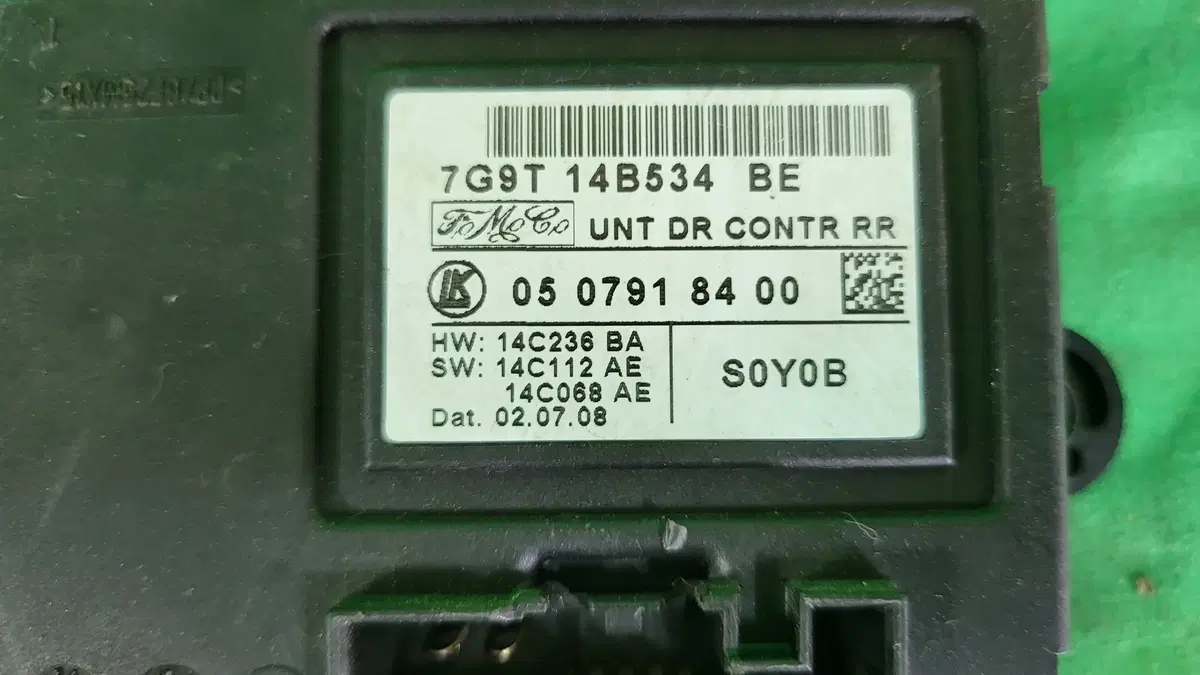 7G9T 14B534 BE
FoMoCo UNT DR CONTR RR
05 0791 84 00
HW: 14C236 BA
SW: 14C112 AE
14C068 AE
Dat. 02.07.08
S0Y0B